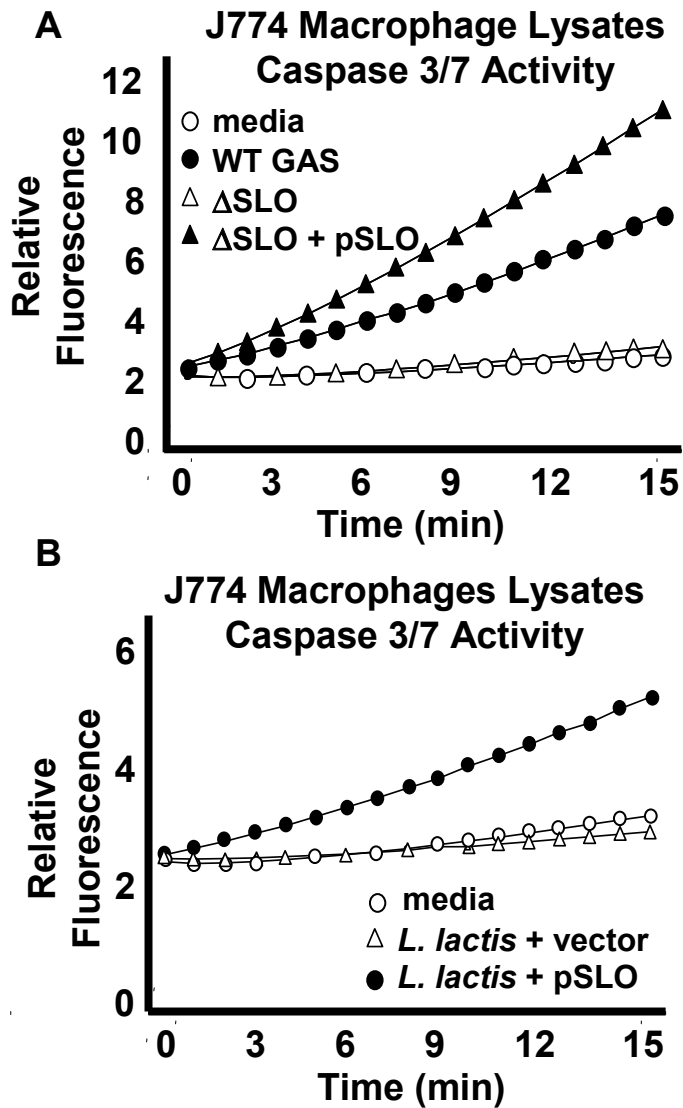 A
J774 Macrophage Lysates
Caspase 3/7 Activity
12
10
8
6
4
2
0
Relative
Fluorescence
media
WT GAS
ΔSLO
ΔSLO + pSLO
0 3 6 9 12 15
Time (min)
B
J774 Macrophages Lysates
Caspase 3/7 Activity
6
4
2
0
Relative
Fluorescence
media
L. lactis + vector
L. lactis + pSLO
0 3 6 9 12 15
Time (min)